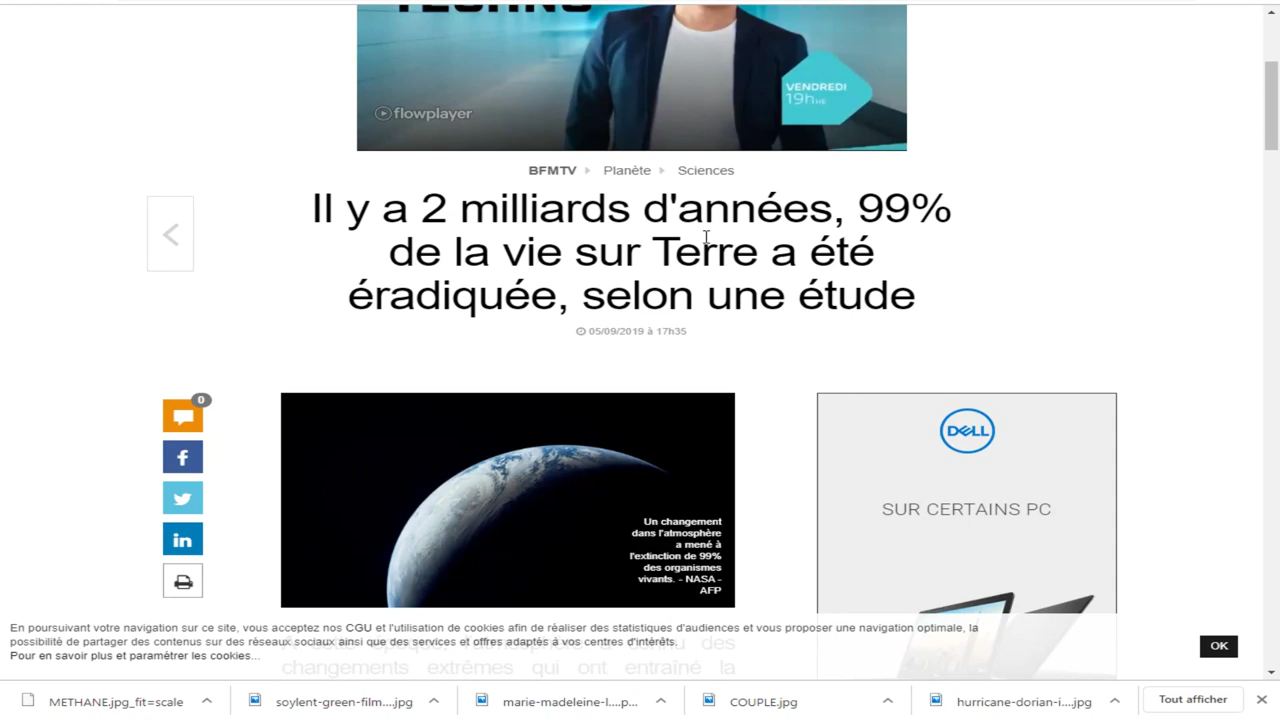 flowplayer
VENDREDI
19h HE
BFMTV Planète Sciences
Il y a 2 milliards d'années, 99%
de la vie sur Terre a été
éradiquée, selon une étude
05/09/2019 à 17h35
0
Un changement
dans l'atmosphère
a mené à
l'extinction de 99%
des organismes
vivants. - NASA -
AFP
DELL
SUR CERTAINS PC
En poursuivant votre navigation sur ce site, vous acceptez nos CGU et l'utilisation de cookies afin de réaliser des statistiques d'audiences et vous proposer une navigation optimale, la
possibilité de partager des contenus sur des réseaux sociaux ainsi que des services et offres adaptés à vos centres d'intérêts.
Pour en savoir plus et paramétrer les cookies...
OK
changements extrêmes qui ont entraîné la
METHANE.jpg_fit=scale
soylent-green-film....jpg
marie-madeleine-l....p...
COUPLE.jpg
hurricane-dorian-i....jpg
Tout afficher